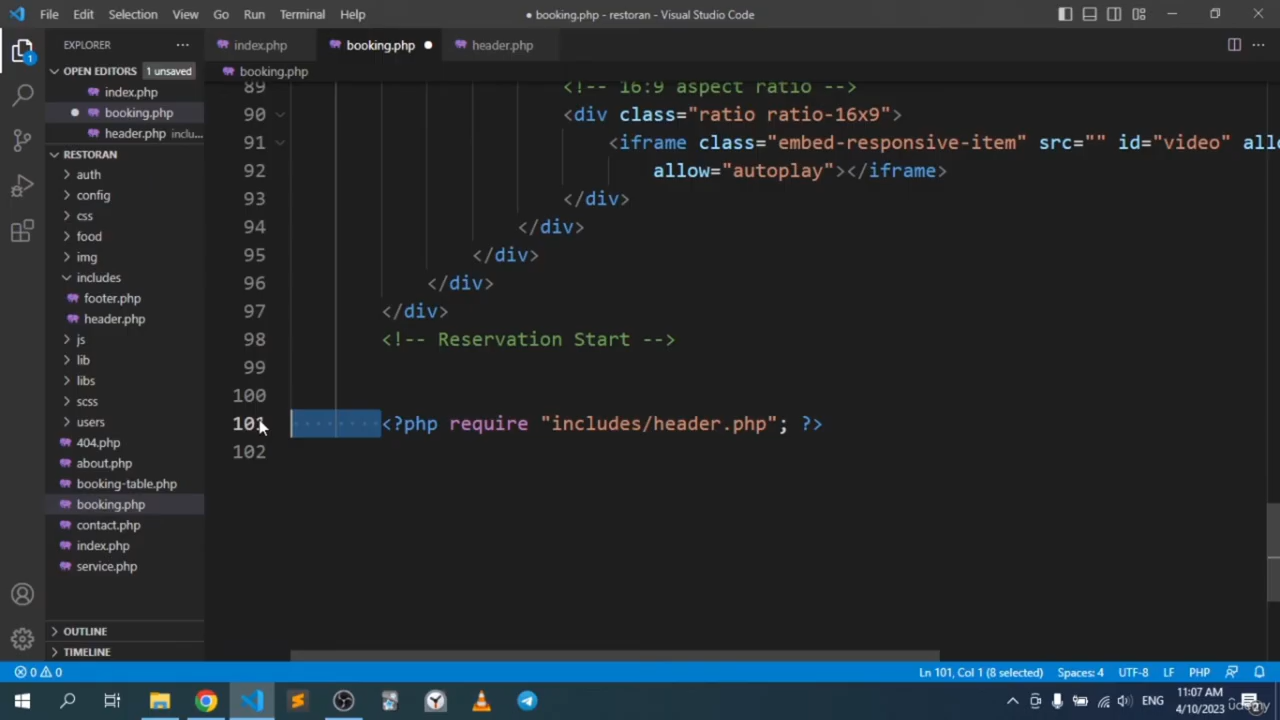 File Edit Selection View Go Run Terminal Help
● booking.php - restoran - Visual Studio Code
EXPLORER
index.php booking.php header.php
OPEN EDITORS 1 unsaved
booking.php
index.php
booking.php
header.php inclu...
RESTORAN
auth
config
css
food
img
includes
footer.php
header.php
js
lib
libs
scss
users
404.php
about.php
booking-table.php
booking.php
contact.php
index.php
service.php
OUTLINE
TIMELINE
89 <!-- 16:9 aspect ratio -->
90 <div class="ratio ratio-16x9">
91 <iframe class="embed-responsive-item" src="" id="video" all
92 allow="autoplay"></iframe>
93 </div>
94 </div>
95 </div>
96 </div>
97 </div>
98 <!-- Reservation Start -->
99
100
101 <?php require "includes/header.php"; ?>
102
0 0 Ln 101, Col 1 (8 selected) Spaces: 4 UTF-8 LF PHP
ENG 11:07 AM
4/10/2023
udemy